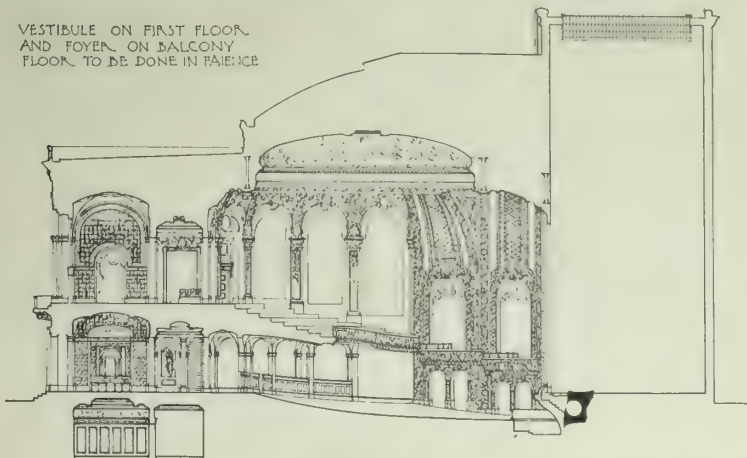 VESTIBULE ON FIRST FLOOR
AND FOYER ON BALCONY
FLOOR TO BE DONE IN FAIENCE